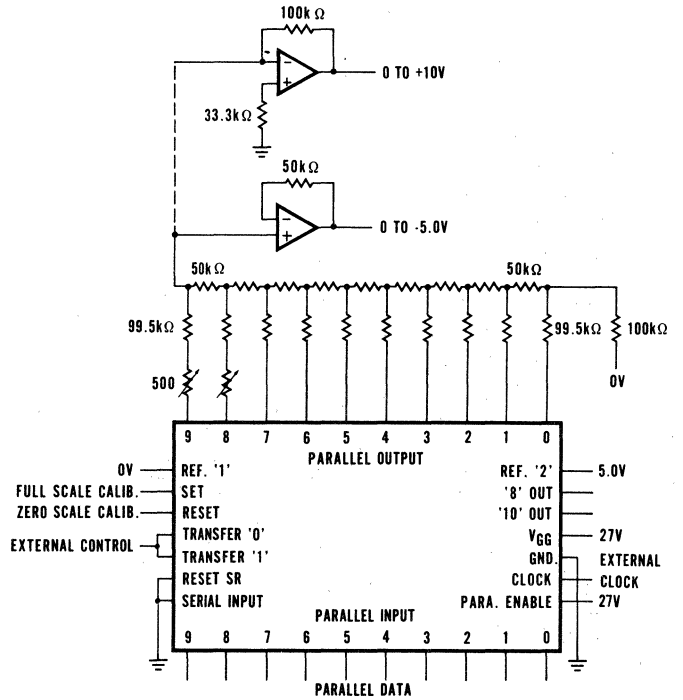 100kΩ
-
+
0 TO +10V
33.3kΩ
50kΩ
-
+
0 TO -5.0V
50kΩ
50kΩ
99.5kΩ
99.5kΩ
100kΩ
500
0V
9 8 7 6 5 4 3 2 1 0
PARALLEL OUTPUT
0V REF. '1' REF. '2' 5.0V
FULL SCALE CALIB. SET '8' OUT
ZERO SCALE CALIB. RESET '10' OUT
TRANSFER '0' VGG 27V
EXTERNAL CONTROL
TRANSFER '1' GND. EXTERNAL
RESET SR CLOCK CLOCK
SERIAL INPUT PARA. ENABLE 27V
PARALLEL INPUT
9 8 7 6 5 4 3 2 1 0
PARALLEL DATA